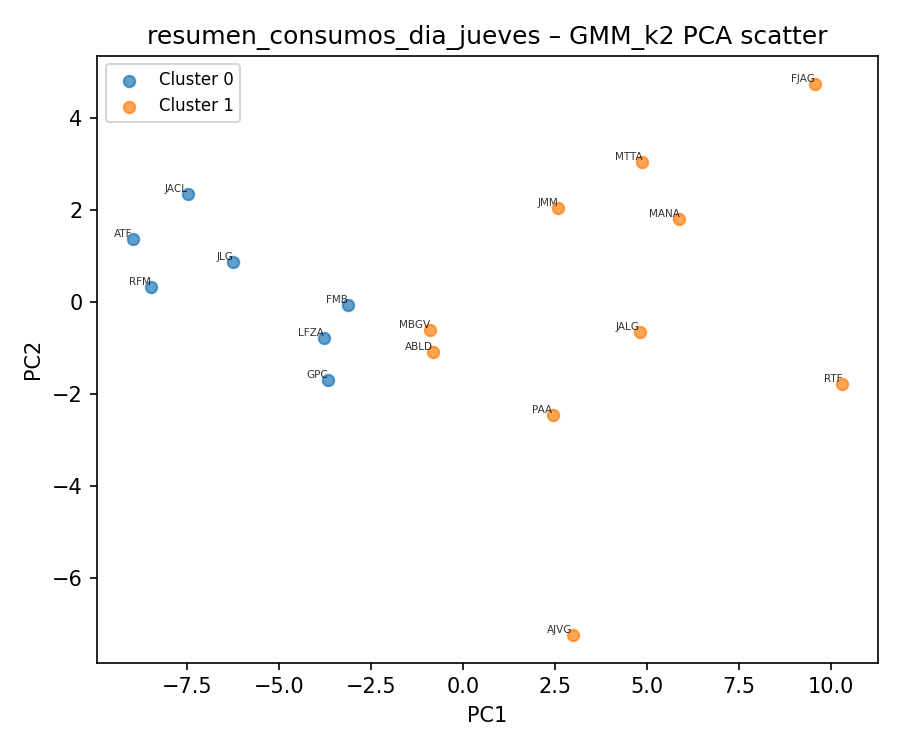 resumen_consumos_dia_jueves – GMM_k2 PCA scatter
Cluster 0
Cluster 1
FJAG
MTTA
JACL
JMM
MANA
ATF
JLG
RFM
FMB
MBGV
LFZA
JALG
ABLD
GPC
RTF
PAA
AJVG
4
2
0
−2
−4
−6
PC2
−7.5
−5.0
−2.5
0.0
2.5
5.0
7.5
10.0
PC1